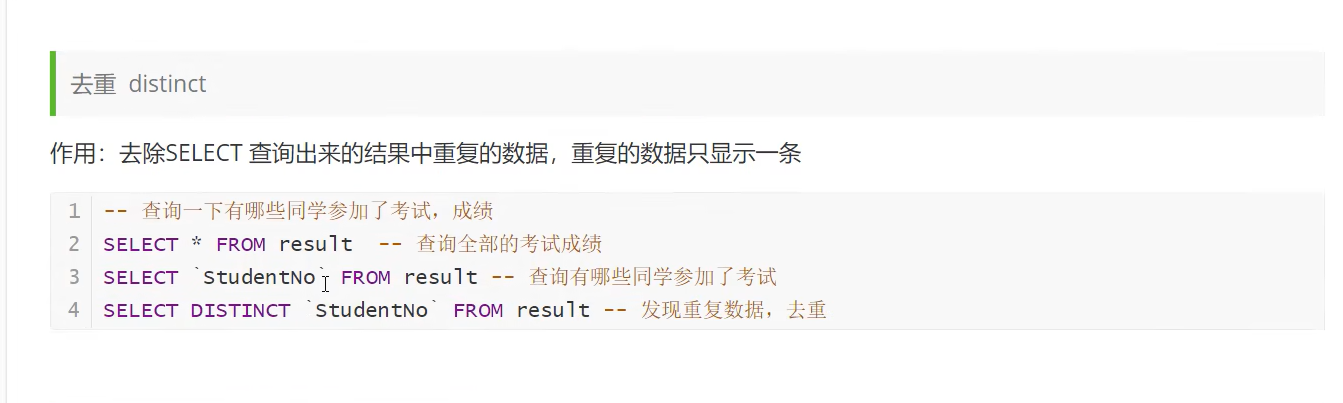 去重 distinct
作用：去除SELECT 查询出来的结果中重复的数据，重复的数据只显示一条
1 -- 查询一下有哪些同学参加了考试，成绩
2 SELECT * FROM result  -- 查询全部的考试成绩
3 SELECT `StudentNo` FROM result -- 查询有哪些同学参加了考试
4 SELECT DISTINCT `StudentNo` FROM result -- 发现重复数据，去重